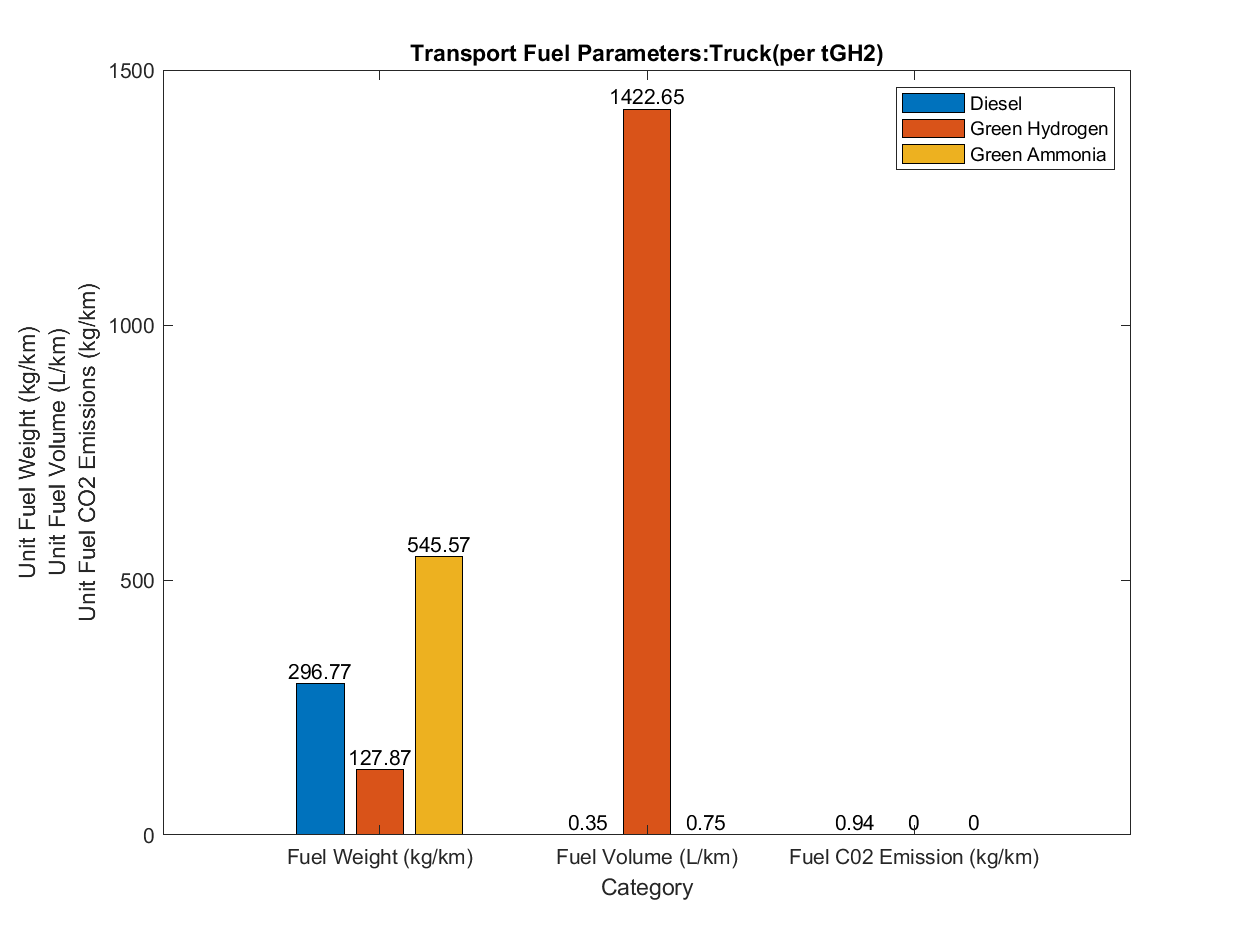 Transport Fuel Parameters:Truck(per tGH2)
1500
1000
500
0
Unit Fuel Weight (kg/km)
Unit Fuel Volume (L/km)
Unit Fuel CO2 Emissions (kg/km)
Diesel
Green Hydrogen
Green Ammonia
296.77
127.87
545.57
0.35
1422.65
0.75
0.94
0
0
Fuel Weight (kg/km)
Fuel Volume (L/km)
Fuel C02 Emission (kg/km)
Category